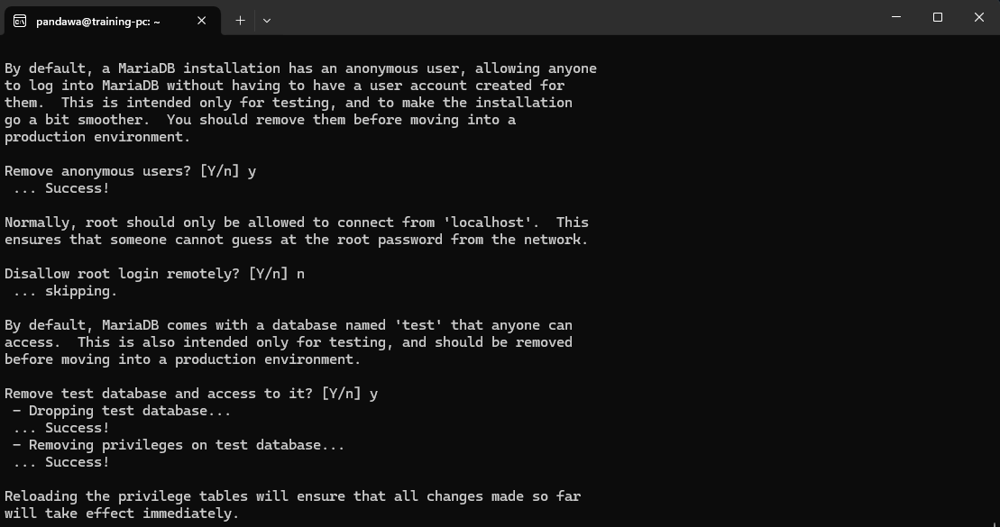 pandawa@training-pc: ~
By default, a MariaDB installation has an anonymous user, allowing anyone
to log into MariaDB without having to have a user account created for
them.  This is intended only for testing, and to make the installation
go a bit smoother.  You should remove them before moving into a
production environment.
Remove anonymous users? [Y/n] y
 ... Success!
Normally, root should only be allowed to connect from 'localhost'.  This
ensures that someone cannot guess at the root password from the network.
Disallow root login remotely? [Y/n] n
 ... skipping.
By default, MariaDB comes with a database named 'test' that anyone can
access.  This is also intended only for testing, and should be removed
before moving into a production environment.
Remove test database and access to it? [Y/n] y
 - Dropping test database...
 ... Success!
 - Removing privileges on test database...
 ... Success!
Reloading the privilege tables will ensure that all changes made so far
will take effect immediately.